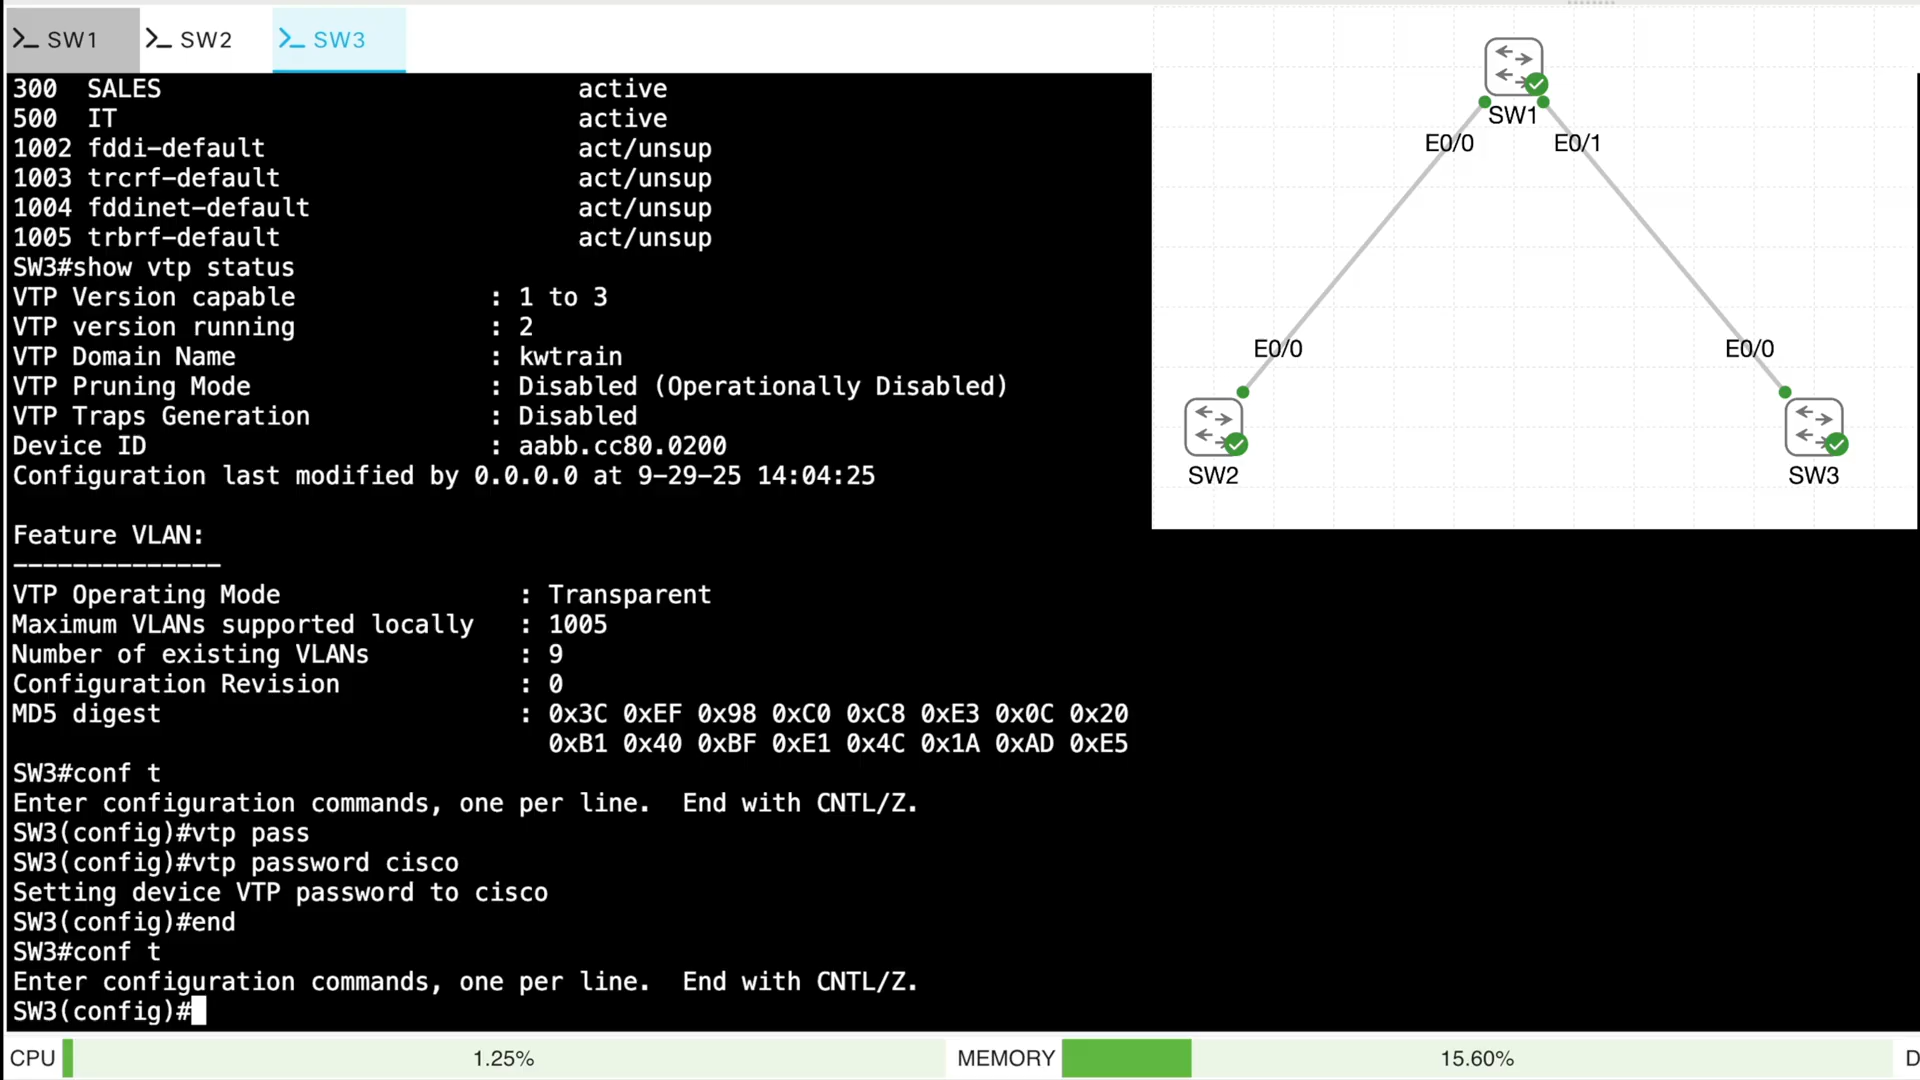 >_ SW1
>_ SW2
>_ SW3
300  SALES                            active
500  IT                               active
1002 fddi-default                     act/unsup
1003 trcrf-default                    act/unsup
1004 fddinet-default                  act/unsup
1005 trbrf-default                    act/unsup
SW3#show vtp status
VTP Version capable             : 1 to 3
VTP version running             : 2
VTP Domain Name                 : kwtrain
VTP Pruning Mode                : Disabled (Operationally Disabled)
VTP Traps Generation            : Disabled
Device ID                       : aabb.cc80.0200
Configuration last modified by 0.0.0.0 at 9-29-25 14:04:25
Feature VLAN:
--------------
VTP Operating Mode                : Transparent
Maximum VLANs supported locally   : 1005
Number of existing VLANs          : 9
Configuration Revision            : 0
MD5 digest                        : 0x3C 0xEF 0x98 0xC0 0xC8 0xE3 0x0C 0x20
                                    0xB1 0x40 0xBF 0xE1 0x4C 0x1A 0xAD 0xE5
SW3#conf t
Enter configuration commands, one per line.  End with CNTL/Z.
SW3(config)#vtp pass
SW3(config)#vtp password cisco
Setting device VTP password to cisco
SW3(config)#end
SW3#conf t
Enter configuration commands, one per line.  End with CNTL/Z.
SW3(config)#
SW1
E0/0
E0/1
E0/0
E0/0
SW2
SW3
CPU
1.25%
MEMORY
15.60%
D